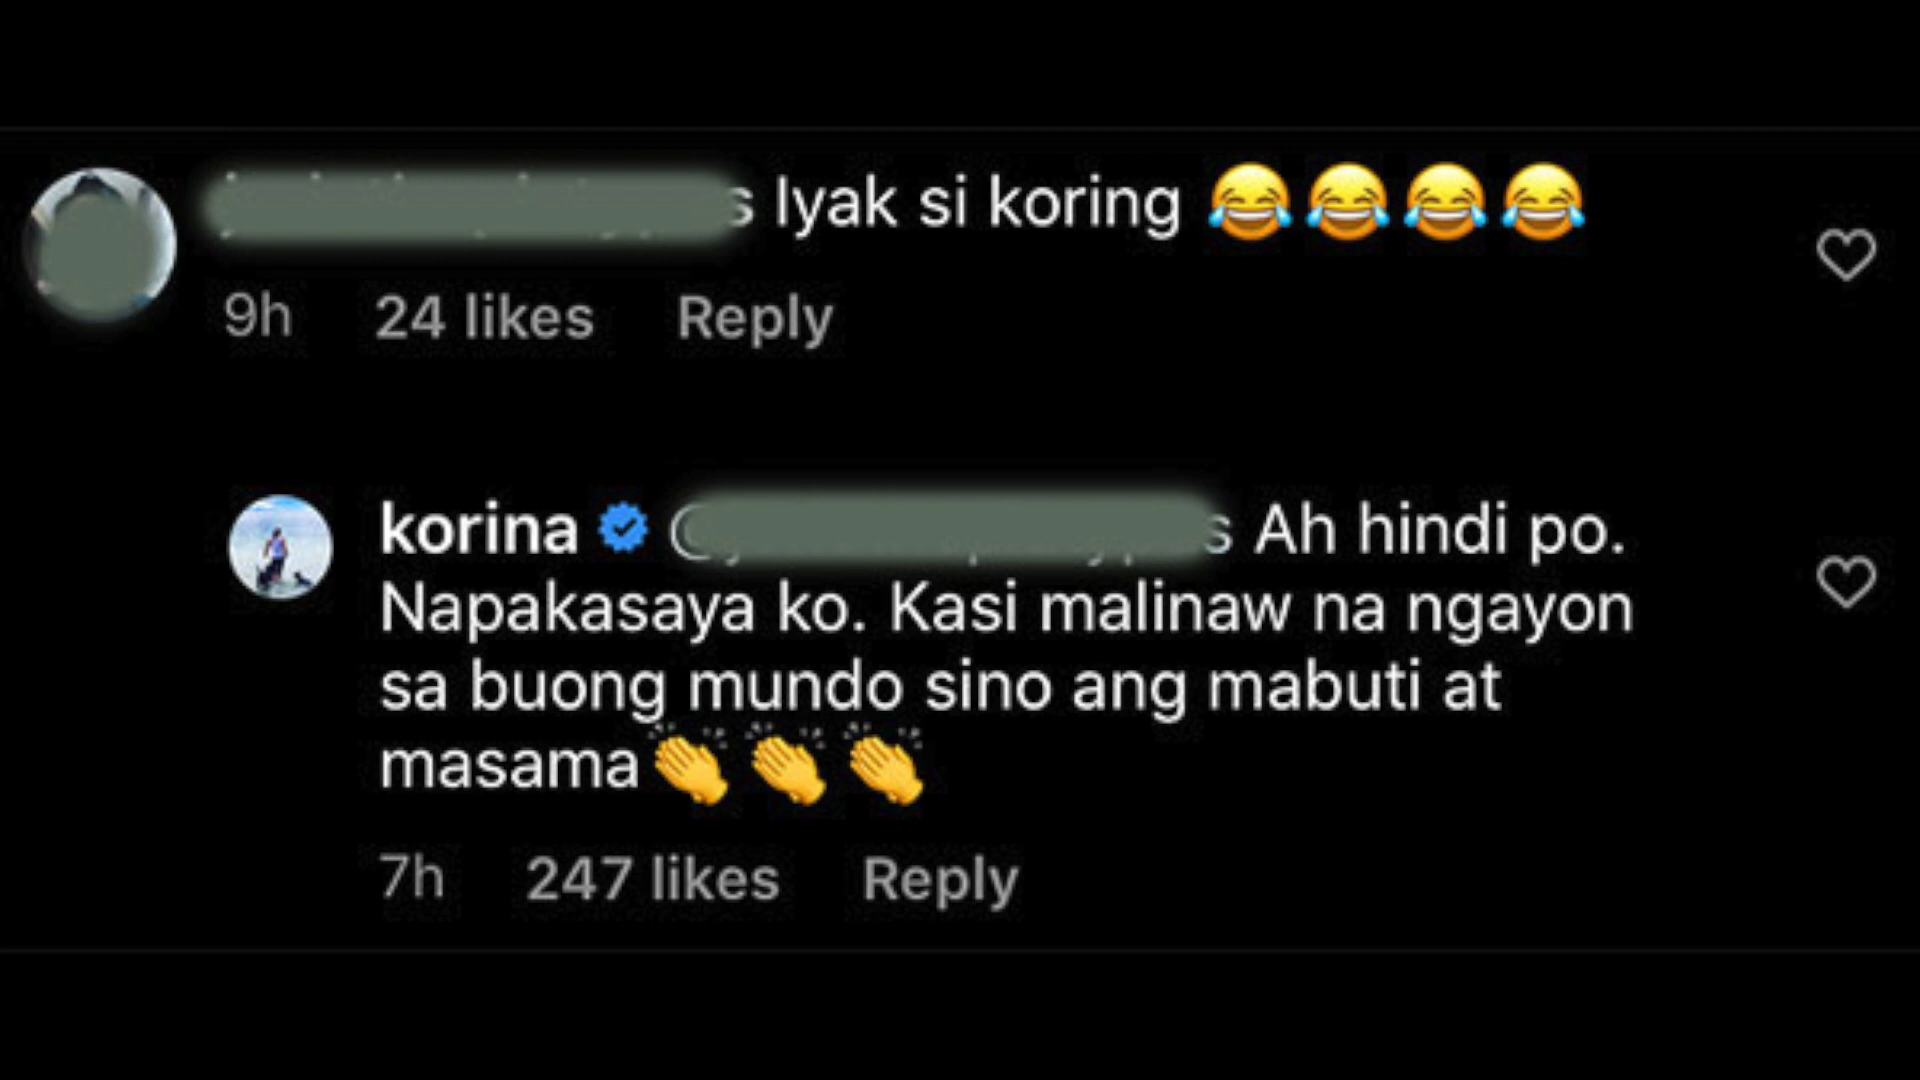 Iyak si koring 😂😂😂😂
9h 24 likes Reply
korina Ah hindi po.
Napakasaya ko. Kasi malinaw na ngayon
sa buong mundo sino ang mabuti at
masama👏👏👏
7h 247 likes Reply